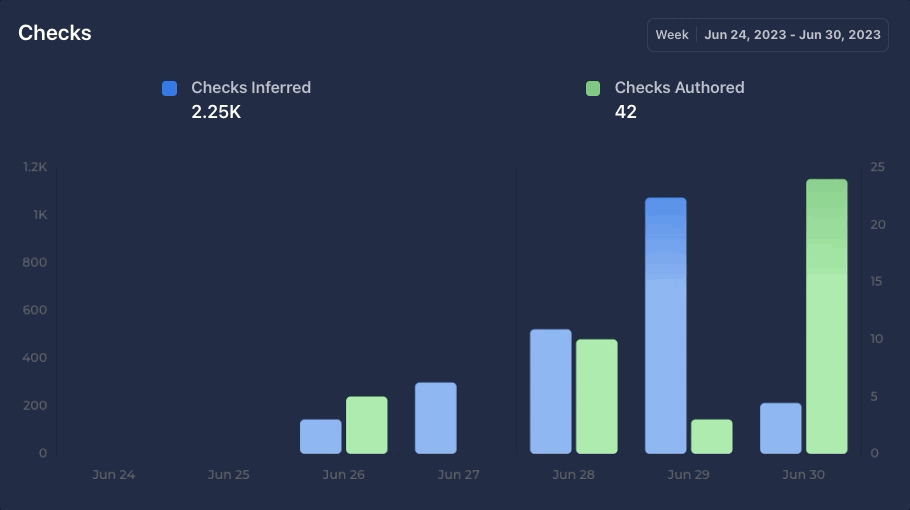 Checks
Week Jun 24, 2023 - Jun 30, 2023
Checks Inferred
2.25K
Checks Authored
42
1.2K
1K
800
600
400
200
0
25
20
15
10
5
0
Jun 24 Jun 25 Jun 26 Jun 27 Jun 28 Jun 29 Jun 30